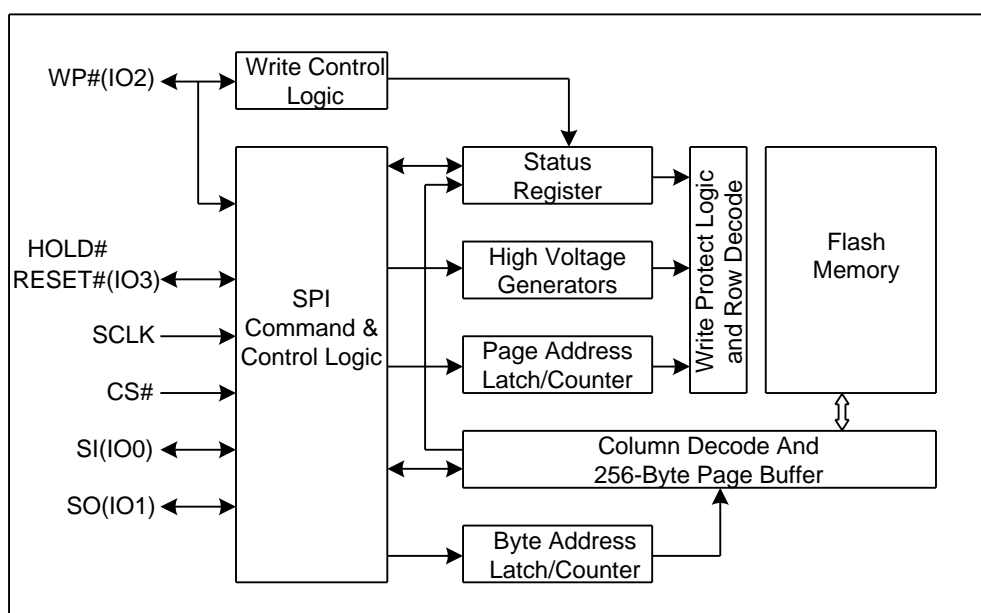 WP#(IO2)
Write Control
Logic
HOLD#
RESET#(IO3)
SCLK
CS#
SI(IO0)
SO(IO1)
SPI
Command &
Control Logic
Status
Register
High Voltage
Generators
Page Address
Latch/Counter
Write Protect Logic
and Row Decode
Flash
Memory
Column Decode And
256-Byte Page Buffer
Byte Address
Latch/Counter